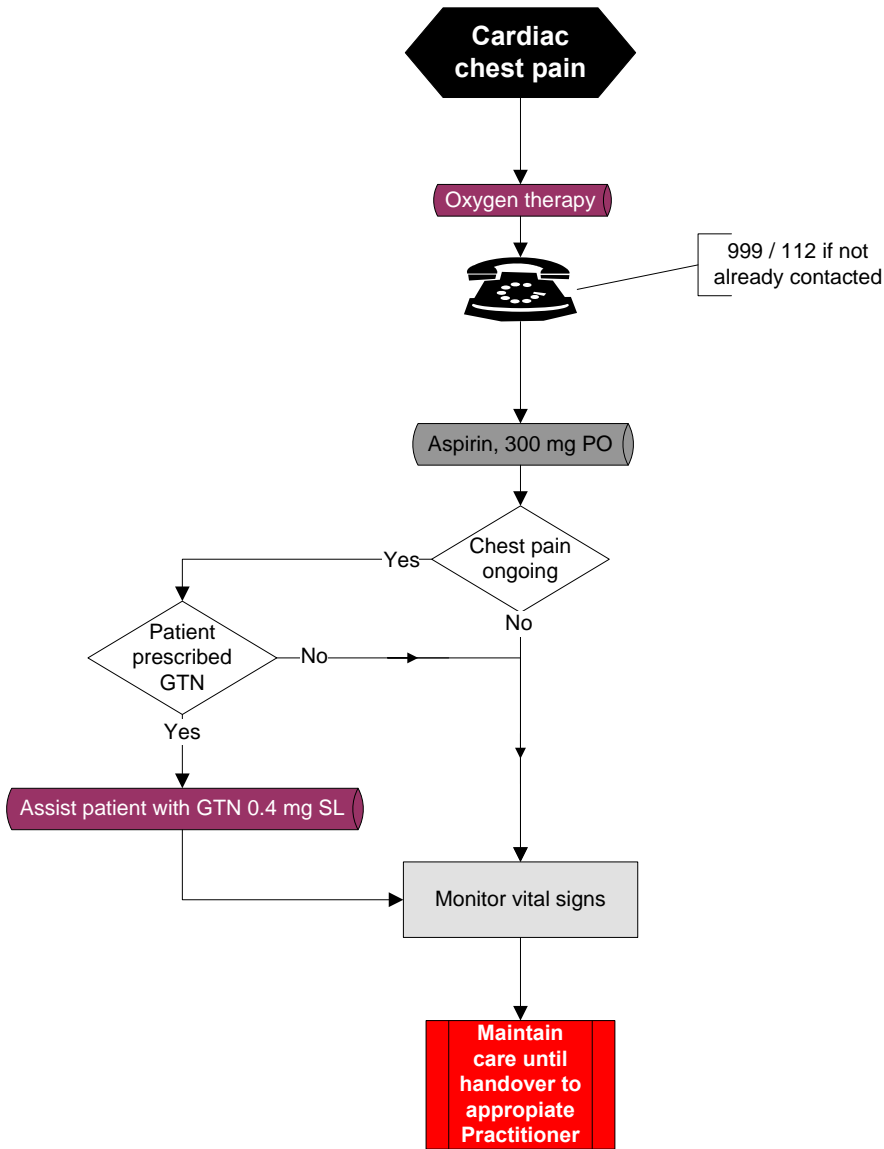 Cardiac
chest pain
Oxygen therapy
999 / 112 if not
already contacted
Aspirin, 300 mg PO
Chest pain
ongoing
Yes
No
Patient
prescribed
GTN
No
Yes
Assist patient with GTN 0.4 mg SL
Monitor vital signs
Maintain
care until
handover to
appropiate
Practitioner